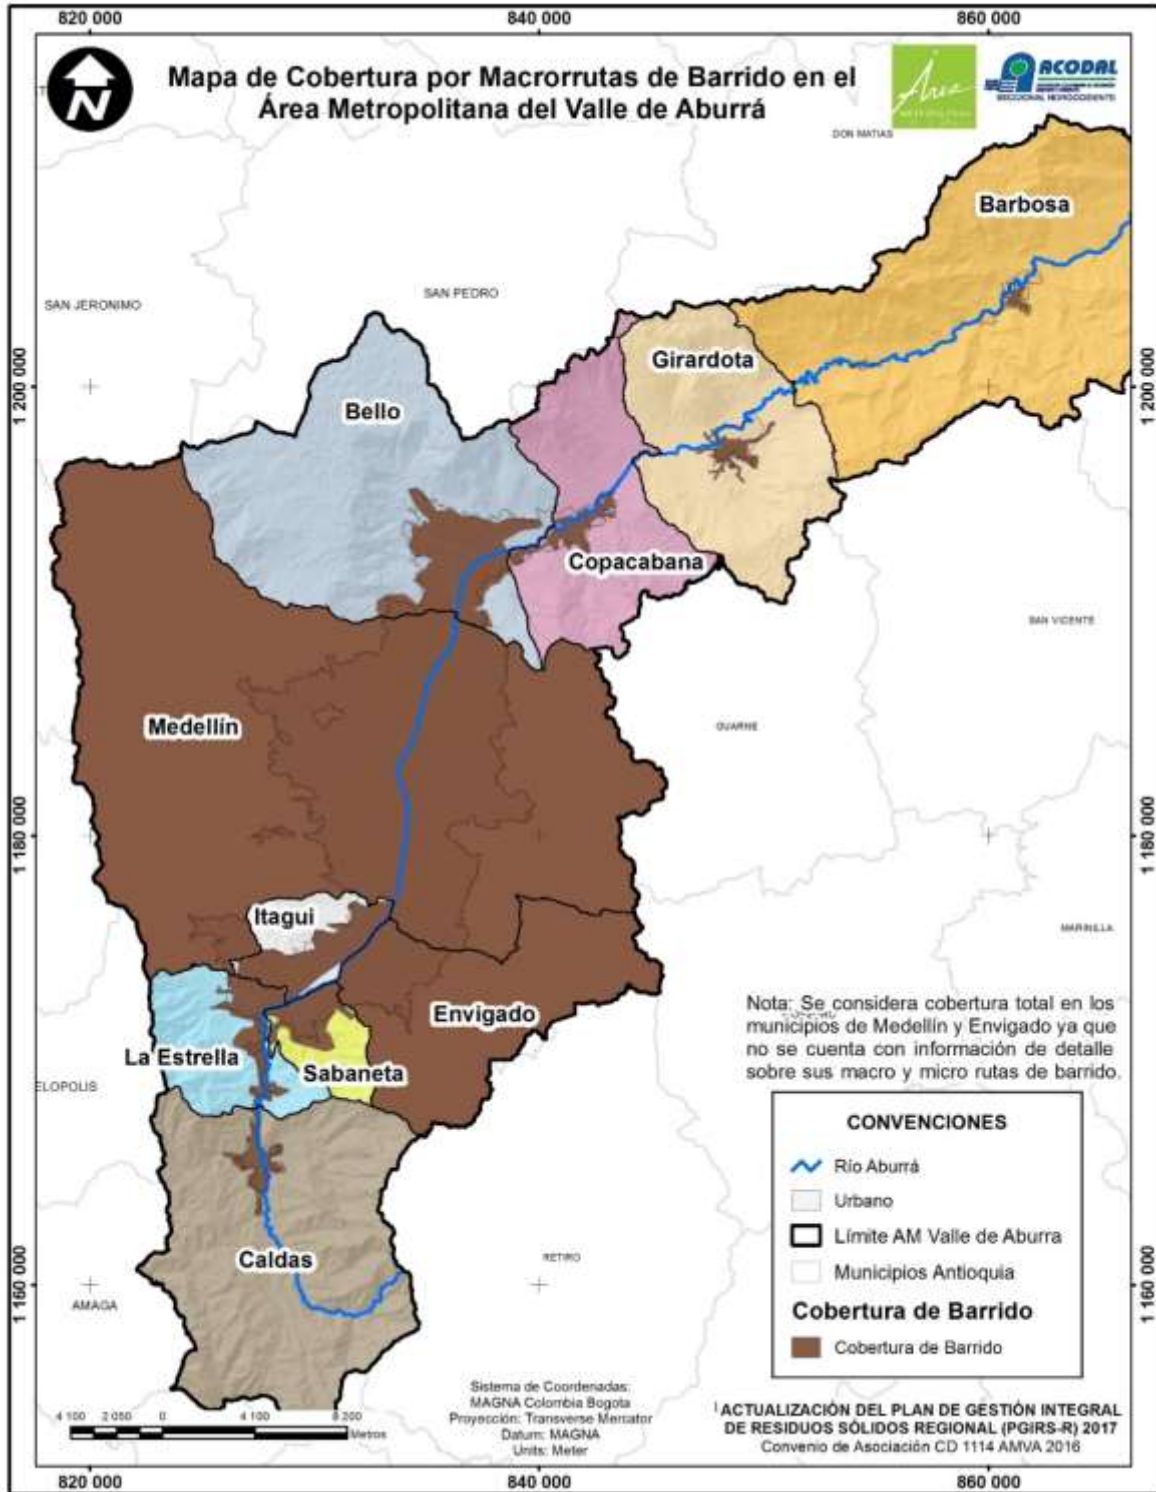 820 000
840 000
860 000
N
Mapa de Cobertura por Macrorrutas de Barrido en el
Área Metropolitana del Valle de Aburrá
Área
METROPOLITANA
ACODAL
SECCIONAL NOROCCIDENTE
DON MATIAS
Barbosa
SAN JERONIMO
SAN PEDRO
Girardota
1 200 000
1 200 000
Bello
Copacabana
SAN VICENTE
Medellín
GUARNE
1 180 000
1 180 000
Itagui
MARINILLA
Envigado
La Estrella
Sabaneta
ELOPOLIS
Nota: Se considera cobertura total en los
municipios de Medellín y Envigado ya que
no se cuenta con información de detalle
sobre sus macro y micro rutas de barrido.
CONVENCIONES
Río Aburrá
Urbano
Límite AM Valle de Aburra
Municipios Antioquia
Cobertura de Barrido
Cobertura de Barrido
Caldas
RETIRO
AMAGA
1 160 000
1 160 000
4 100 2 050 0 4 100 8 200
Metros
Sistema de Coordenadas:
MAGNA Colombia Bogota
Proyección: Transverse Mercator
Datum: MAGNA
Units: Meter
ACTUALIZACIÓN DEL PLAN DE GESTIÓN INTEGRAL
DE RESIDUOS SÓLIDOS REGIONAL (PGIRS-R) 2017
Convenio de Asociación CD 1114 AMVA 2016
820 000
840 000
860 000